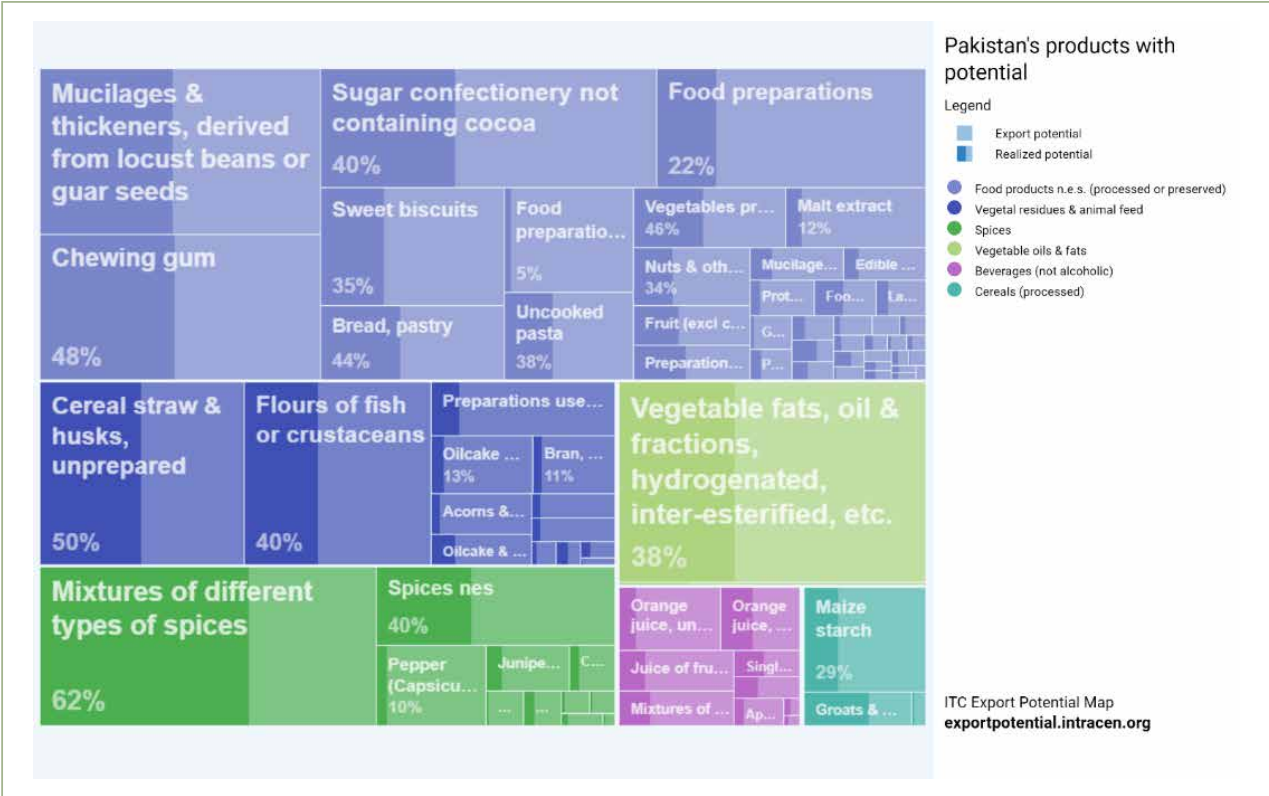 Mucilages &
thickeners, derived
from locust beans or
guar seeds
Sugar confectionery not
containing cocoa
40%
Food preparations
22%
Chewing gum
48%
Sweet biscuits
35%
Food
preparatio...
5%
Bread, pastry
44%
Uncooked
pasta
38%
Vegetables pr...
46%
Malt extract
12%
Nuts & oth...
34%
Mucilage...
Edible ...
Prot...
Foo...
La...
Fruit (excl c...
G...
Preparation...
P...
Cereal straw &
husks,
unprepared
50%
Flours of fish
or crustaceans
40%
Preparations use...
Oilcake ...
13%
Bran, ...
11%
Acorns &...
Oilcake & ...
Vegetable fats, oil &
fractions,
hydrogenated,
inter-esterified, etc.
38%
Mixtures of different
types of spices
62%
Spices nes
40%
Pepper
(Capsicu...
10%
Junipe...
C...
...
...
Orange
juice, un...
Orange
juice, ...
Juice of fru...
Singl...
Mixtures of ...
Ap...
Maize
starch
29%
Groats & ...
Pakistan's products with
potential
Legend
Export potential
Realized potential
Food products n.e.s. (processed or preserved)
Vegetal residues & animal feed
Spices
Vegetable oils & fats
Beverages (not alcoholic)
Cereals (processed)
ITC Export Potential Map
exportpotential.intracen.org